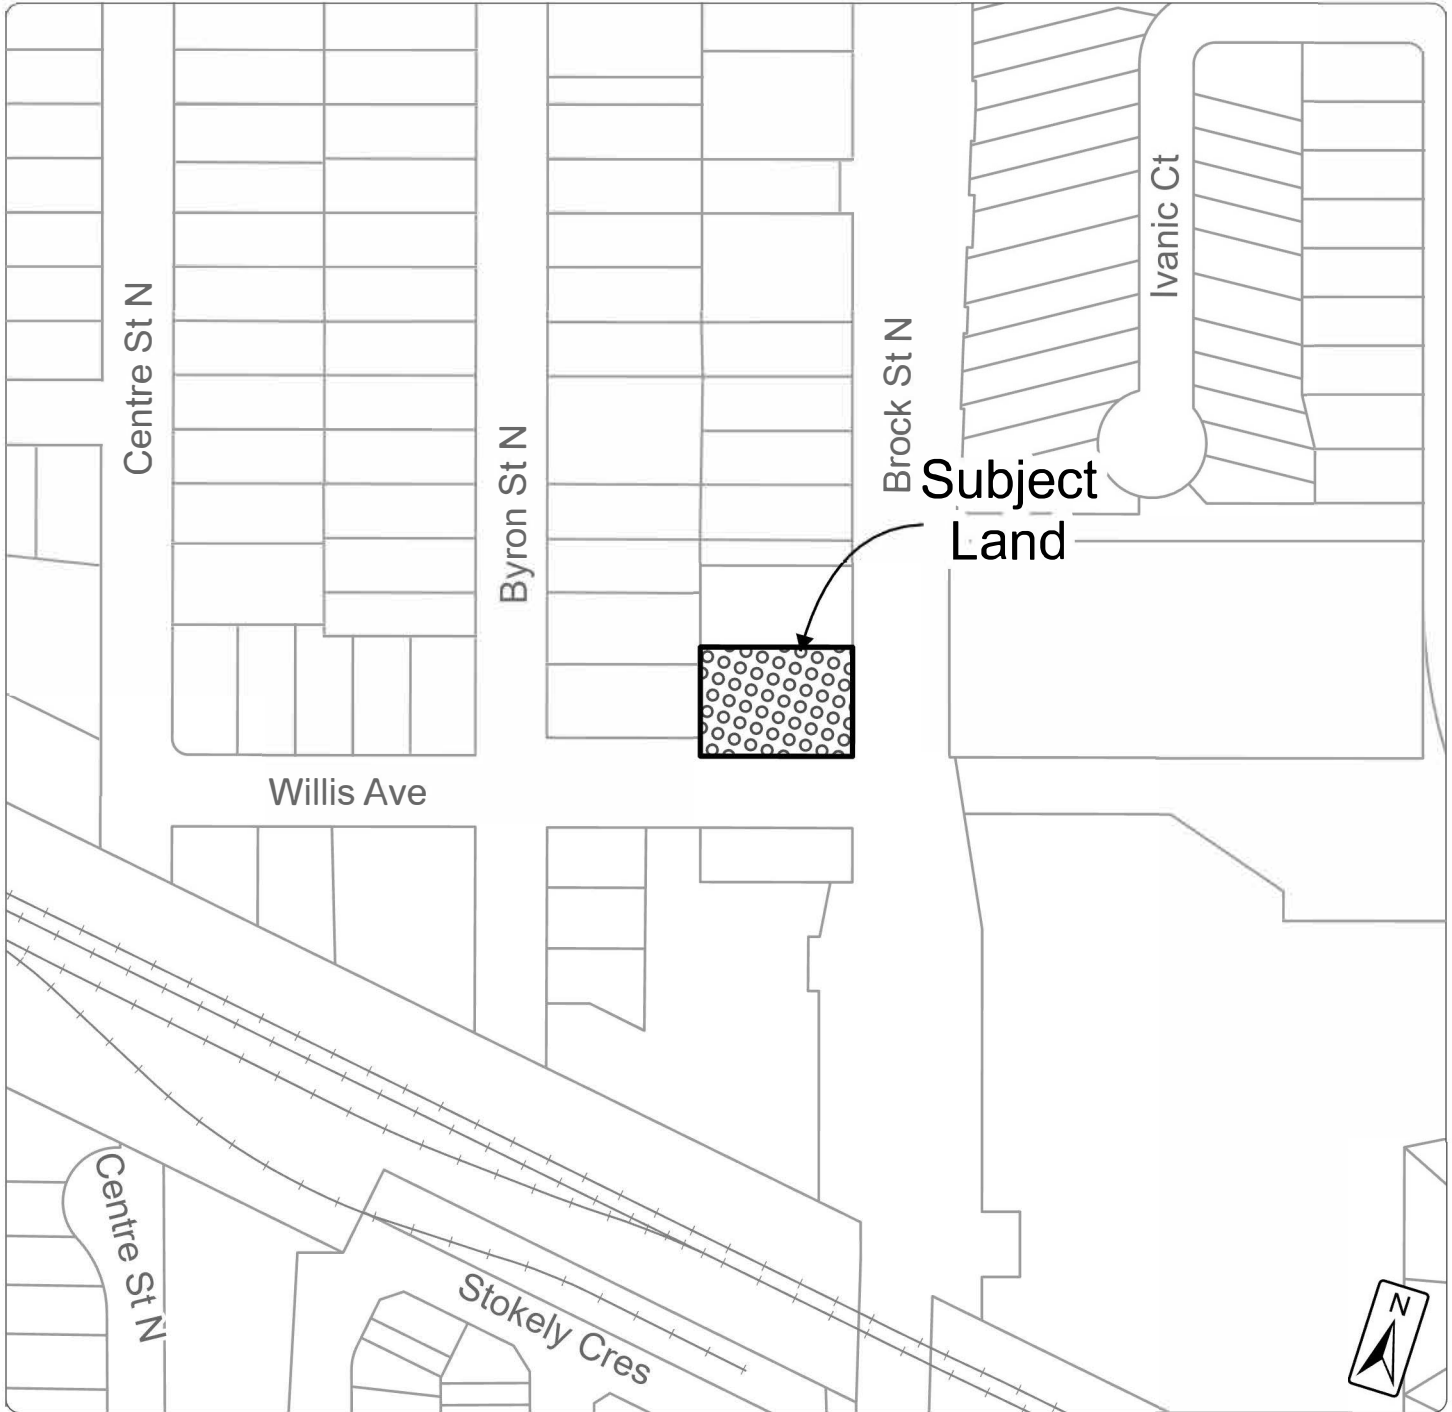 Ivanic Ct
Centre St N
Brock St N
Byron St N
Subject
Land
Willis Ave
Centre St N
Stokely Cres
N